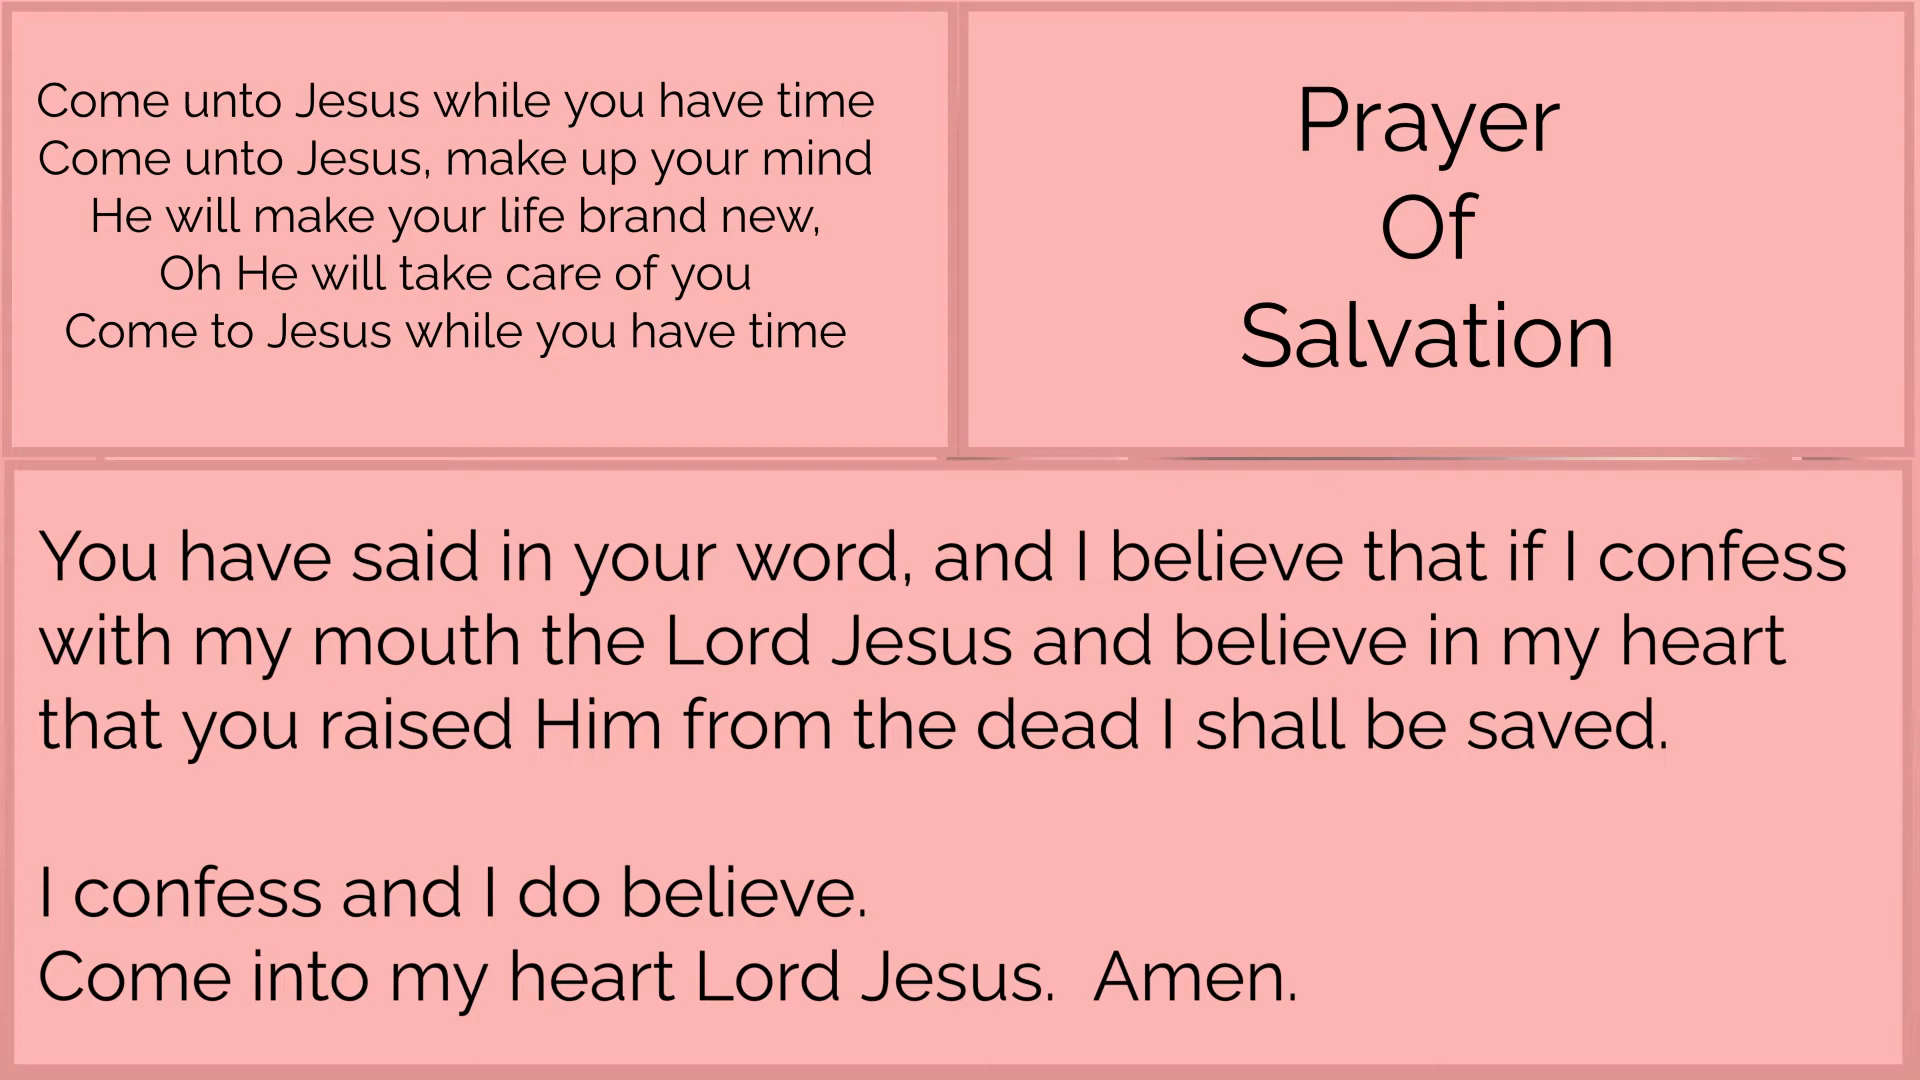 Come unto Jesus while you have time
Come unto Jesus, make up your mind
He will make your life brand new,
Oh He will take care of you
Come to Jesus while you have time
Prayer
Of
Salvation
You have said in your word, and I believe that if I confess
with my mouth the Lord Jesus and believe in my heart
that you raised Him from the dead I shall be saved.
I confess and I do believe.
Come into my heart Lord Jesus.  Amen.